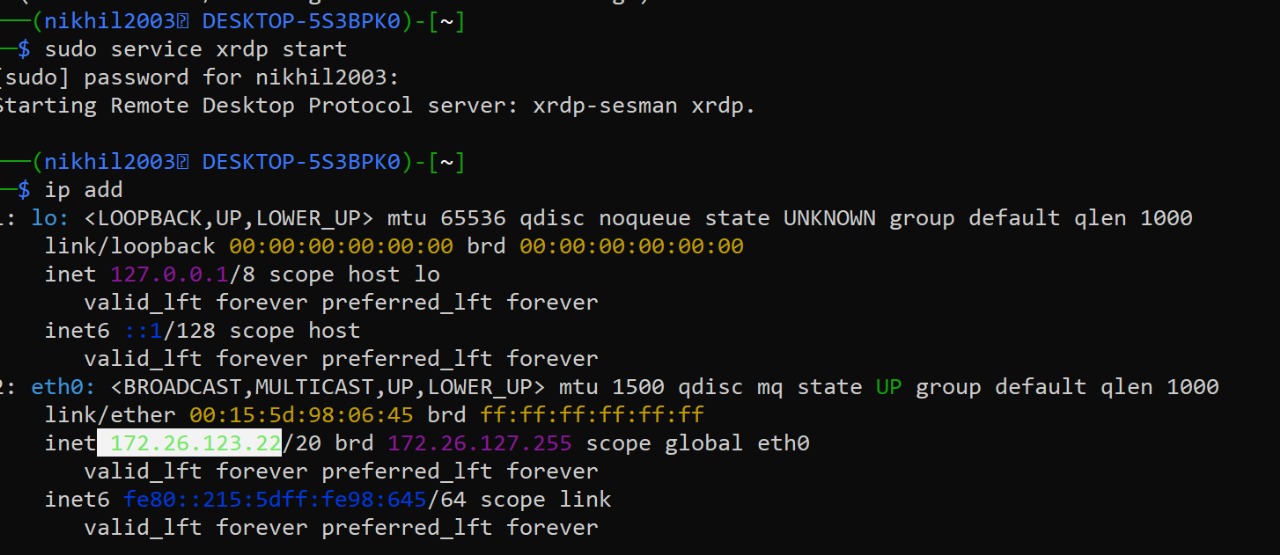 ──(nikhil2003 DESKTOP-5S3BPK0)-[~]
─$ sudo service xrdp start
[sudo] password for nikhil2003:
Starting Remote Desktop Protocol server: xrdp-sesman xrdp.
──(nikhil2003 DESKTOP-5S3BPK0)-[~]
─$ ip add
1: lo: <LOOPBACK,UP,LOWER_UP> mtu 65536 qdisc noqueue state UNKNOWN group default qlen 1000
link/loopback 00:00:00:00:00:00 brd 00:00:00:00:00:00
inet 127.0.0.1/8 scope host lo
valid_lft forever preferred_lft forever
inet6 ::1/128 scope host
valid_lft forever preferred_lft forever
2: eth0: <BROADCAST,MULTICAST,UP,LOWER_UP> mtu 1500 qdisc mq state UP group default qlen 1000
link/ether 00:15:5d:98:06:45 brd ff:ff:ff:ff:ff:ff
inet 172.26.123.22/20 brd 172.26.127.255 scope global eth0
valid_lft forever preferred_lft forever
inet6 fe80::215:5dff:fe98:645/64 scope link
valid_lft forever preferred_lft forever